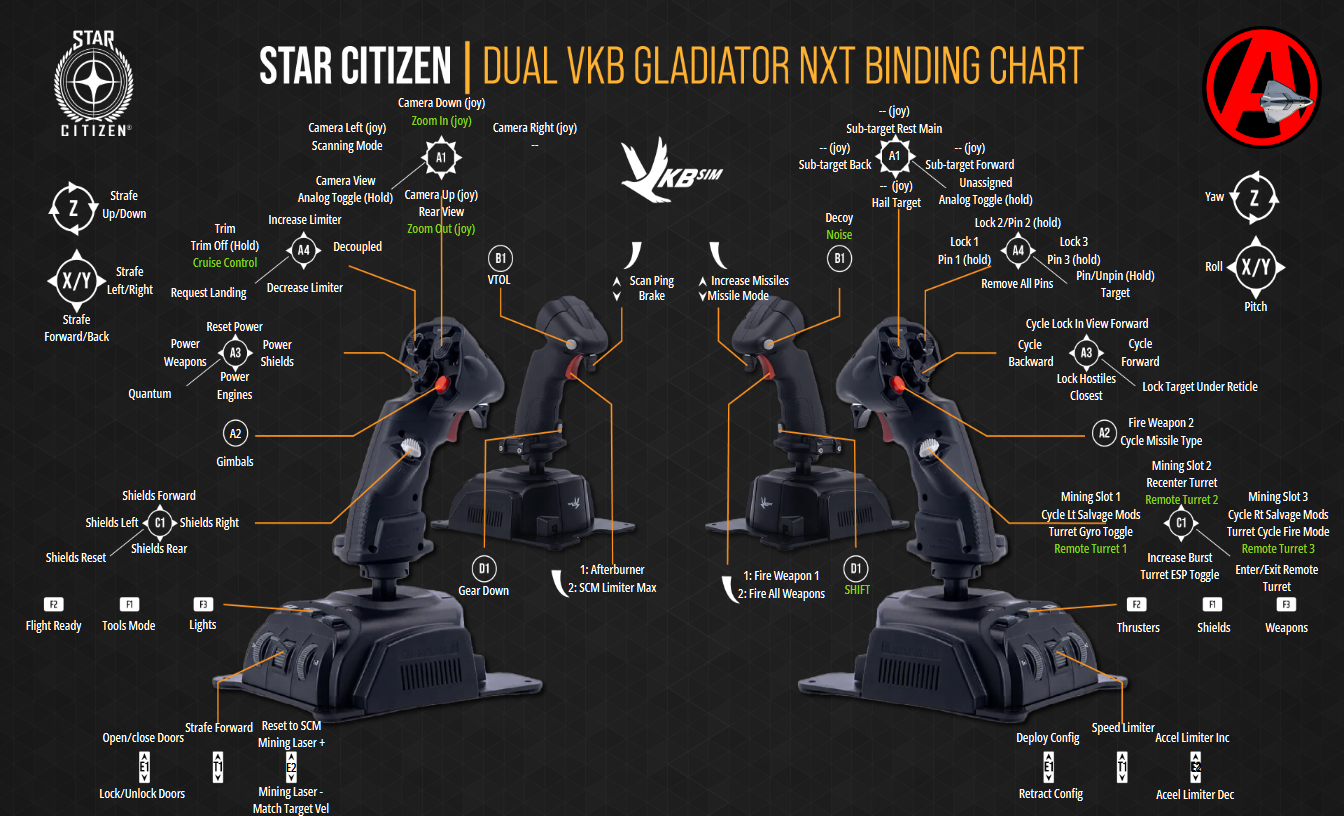 STAR
CITIZEN®
STAR CITIZEN | DUAL VKB GLADIATOR NXT BINDING CHART
A
VKBSIM
Camera Down (joy)
Zoom In (joy)
Camera Left (joy)
Scanning Mode
Camera Right (joy)
--
A1
Camera View
Analog Toggle (Hold)
Camera Up (joy)
Rear View
Zoom Out (joy)
Z
Strafe
Up/Down
X/Y
Strafe
Left/Right
Strafe
Forward/Back
Trim
Trim Off (Hold)
Cruise Control
Increase Limiter
A4
Decoupled
Request Landing
Decrease Limiter
B1
VTOL
Scan Ping
Brake
Reset Power
Power
Weapons
A3
Power
Shields
Power
Engines
Quantum
A2
Gimbals
Shields Forward
Shields Left
C1
Shields Right
Shields Rear
Shields Reset
D1
Gear Down
1: Afterburner
2: SCM Limiter Max
F2
Flight Ready
F1
Tools Mode
F3
Lights
Open/close Doors
E1
Lock/Unlock Doors
Strafe Forward
T1
Reset to SCM
Mining Laser +
E2
Mining Laser -
Match Target Vel
-- (joy)
Sub-target Rest Main
-- (joy)
Sub-target Back
A1
-- (joy)
Sub-target Forward
Unassigned
Analog Toggle (hold)
-- (joy)
Hail Target
Decoy
Noise
B1
Increase Missiles
Missile Mode
Lock 2/Pin 2 (hold)
Lock 1
Pin 1 (hold)
A4
Lock 3
Pin 3 (hold)
Pin/Unpin (Hold)
Target
Remove All Pins
Yaw
Z
Roll
X/Y
Pitch
Cycle Lock In View Forward
Cycle
Backward
A3
Cycle
Forward
Lock Hostiles
Closest
Lock Target Under Reticle
A2
Fire Weapon 2
Cycle Missile Type
Mining Slot 2
Recenter Turret
Remote Turret 2
Mining Slot 1
Cycle Lt Salvage Mods
Turret Gyro Toggle
Remote Turret 1
C1
Mining Slot 3
Cycle Rt Salvage Mods
Turret Cycle Fire Mode
Remote Turret 3
Increase Burst
Turret ESP Toggle
Enter/Exit Remote
Turret
1: Fire Weapon 1
2: Fire All Weapons
D1
SHIFT
F2
Thrusters
F1
Shields
F3
Weapons
Deploy Config
E1
Retract Config
Speed Limiter
T1
Accel Limiter Inc
E2
Aceel Limiter Dec